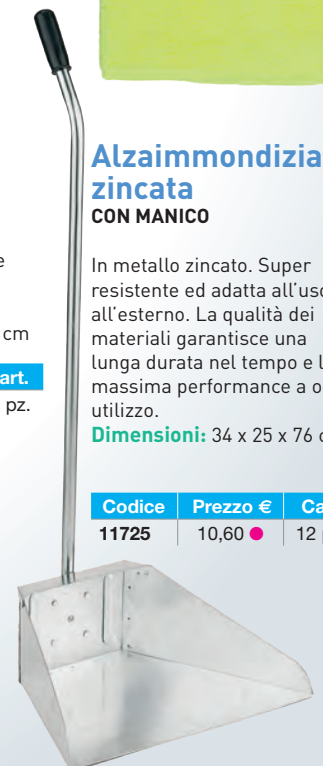 Alzaimmondizia
zincata
CON MANICO
e
In metallo zincato. Super
resistente ed adatta all'uso
all'esterno. La qualità dei
cm
materiali garantisce una
lunga durata nel tempo e l
art.
massima performance a o
pz.
utilizzo.
Dimensioni: 34 x 25 x 76 c
Codice Prezzo € Ca
11725 10,60 12 p